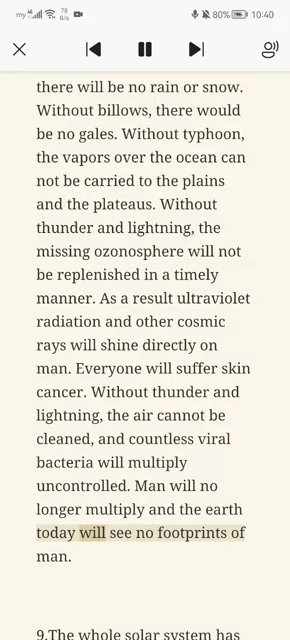 my 4G 78 B/s 80% 10:40
there will be no rain or snow.
Without billows, there would
be no gales. Without typhoon,
the vapors over the ocean can
not be carried to the plains
and the plateaus. Without
thunder and lightning, the
missing ozonosphere will not
be replenished in a timely
manner. As a result ultraviolet
radiation and other cosmic
rays will shine directly on
man. Everyone will suffer skin
cancer. Without thunder and
lightning, the air cannot be
cleaned, and countless viral
bacteria will multiply
uncontrolled. Man will no
longer multiply and the earth
today will see no footprints of
man.
9.The whole solar system has